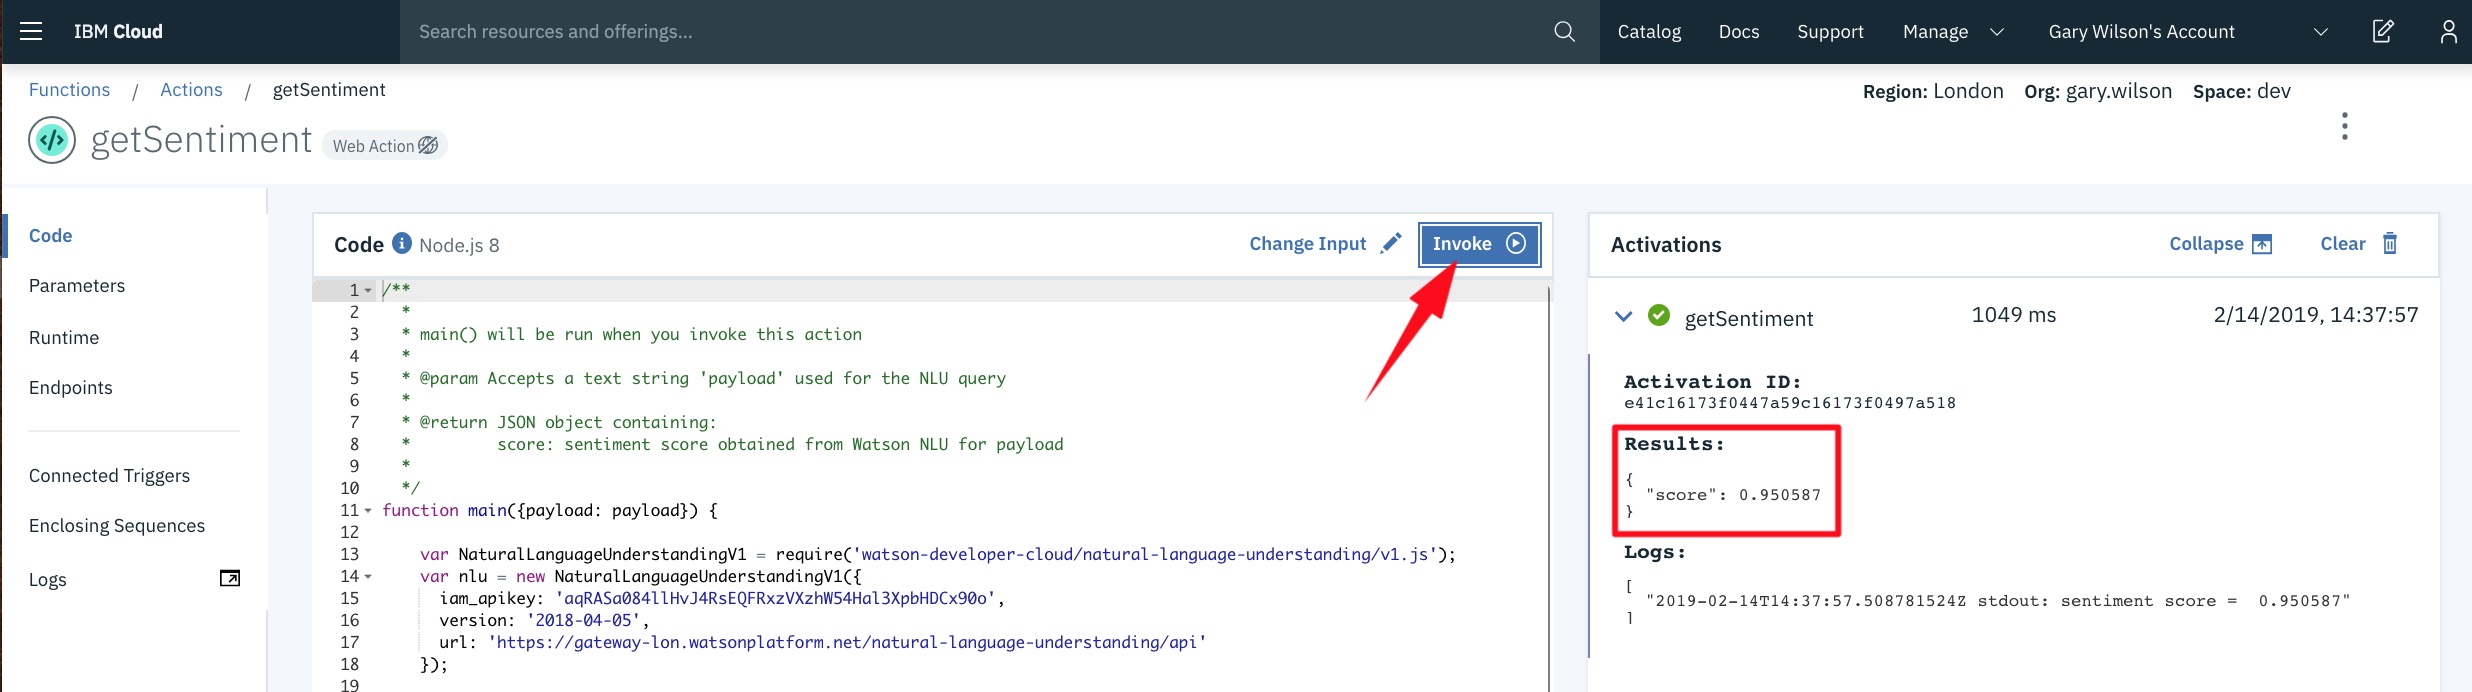 IBM Cloud
Search resources and offerings...
Catalog
Docs
Support
Manage
Gary Wilson's Account
Functions / Actions / getSentiment
Region: London Org: gary.wilson Space: dev
</> getSentiment Web Action
Code
Parameters
Runtime
Endpoints
Connected Triggers
Enclosing Sequences
Logs
Code i Node.js 8
Change Input
Invoke
1 /**
2 *
3 * main() will be run when you invoke this action
4 *
5 * @param Accepts a text string 'payload' used for the NLU query
6 *
7 * @return JSON object containing:
8 * score: sentiment score obtained from Watson NLU for payload
9 *
10 */
11 function main({payload: payload}) {
12
13 var NaturalLanguageUnderstandingV1 = require('watson-developer-cloud/natural-language-understanding/v1.js');
14 var nlu = new NaturalLanguageUnderstandingV1({
15 iam_apikey: 'aqRASa084llHvJ4RsEQFRxzVXzhW54Hal3XpbHDCx90o',
16 version: '2018-04-05',
17 url: 'https://gateway-lon.watsonplatform.net/natural-language-understanding/api'
18 });
19
Activations
Collapse
Clear
getSentiment 1049 ms 2/14/2019, 14:37:57
Activation ID:
e41c16173f0447a59c16173f0497a518
Results:
{
"score": 0.950587
}
Logs:
[
"2019-02-14T14:37:57.508781524Z stdout: sentiment score = 0.950587"
]